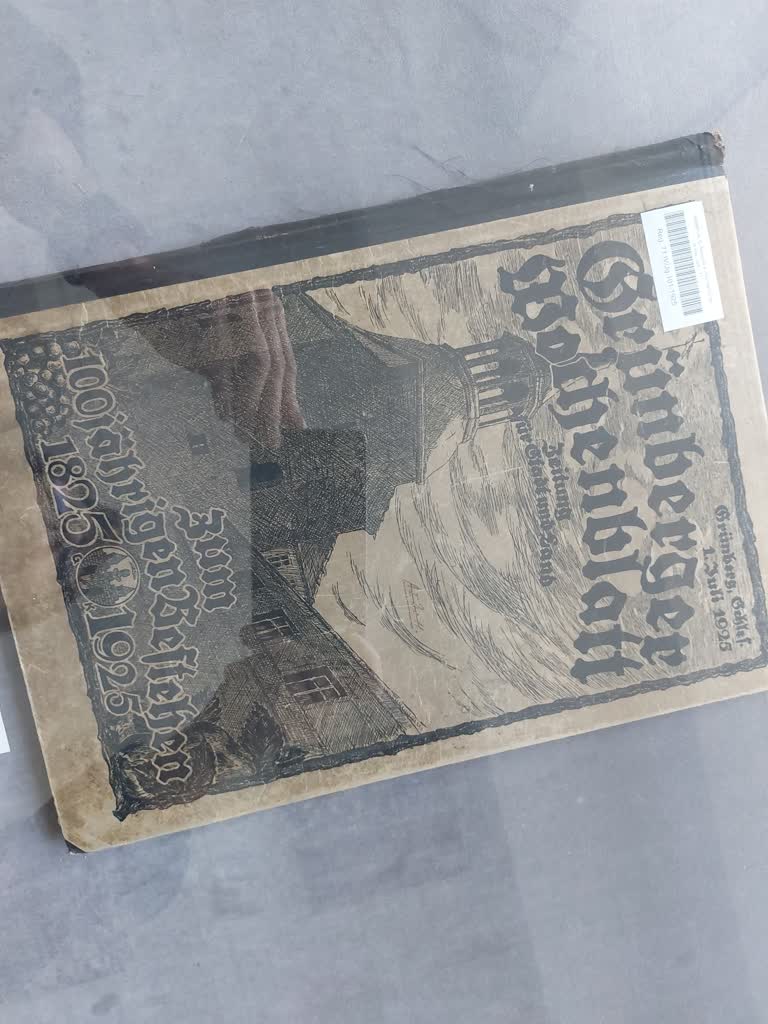 Grünberg, Schles.
1. Juli 1925
Grünberger
Wochenblatt
Zeitung
für Stadt und Land
zum
100jährigen Bestehen
1825 1925